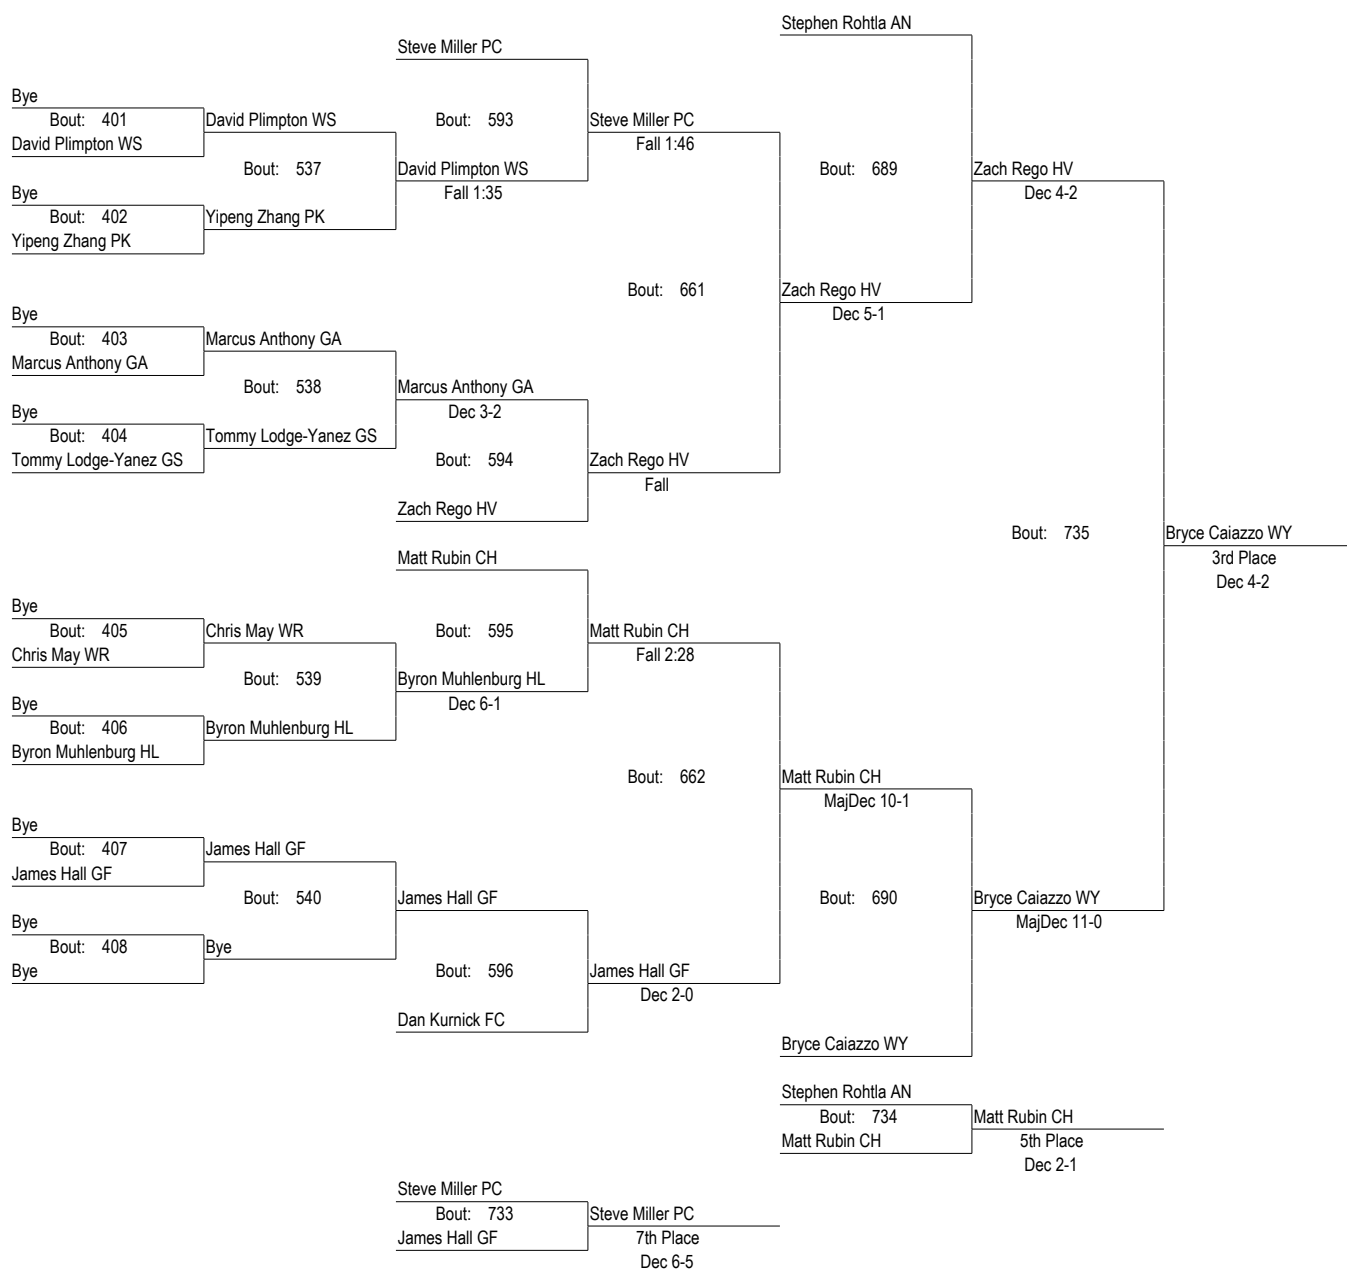 Stephen Rohtla AN
Steve Miller PC
Bye
Bout: 401
David Plimpton WS
Bout: 593
Steve Miller PC
David Plimpton WS
Fall 1:46
Bout: 537
David Plimpton WS
Bout: 689
Zach Rego HV
Bye
Fall 1:35
Dec 4-2
Bout: 402
Yipeng Zhang PK
Yipeng Zhang PK
Bout: 661
Zach Rego HV
Bye
Dec 5-1
Bout: 403
Marcus Anthony GA
Marcus Anthony GA
Bout: 538
Marcus Anthony GA
Bye
Dec 3-2
Bout: 404
Tommy Lodge-Yanez GS
Tommy Lodge-Yanez GS
Bout: 594
Zach Rego HV
Fall
Zach Rego HV
Bout: 735
Bryce Caiazzo WY
Matt Rubin CH
3rd Place
Dec 4-2
Bye
Bout: 405
Chris May WR
Bout: 595
Matt Rubin CH
Chris May WR
Fall 2:28
Bout: 539
Byron Muhlenburg HL
Bye
Dec 6-1
Bout: 406
Byron Muhlenburg HL
Byron Muhlenburg HL
Bout: 662
Matt Rubin CH
MajDec 10-1
Bye
Bout: 407
James Hall GF
James Hall GF
Bout: 540
James Hall GF
Bout: 690
Bryce Caiazzo WY
Bye
MajDec 11-0
Bout: 408
Bye
Bye
Bout: 596
James Hall GF
Dec 2-0
Dan Kurnick FC
Bryce Caiazzo WY
Stephen Rohtla AN
Bout: 734
Matt Rubin CH
Matt Rubin CH
5th Place
Dec 2-1
Steve Miller PC
Bout: 733
Steve Miller PC
James Hall GF
7th Place
Dec 6-5